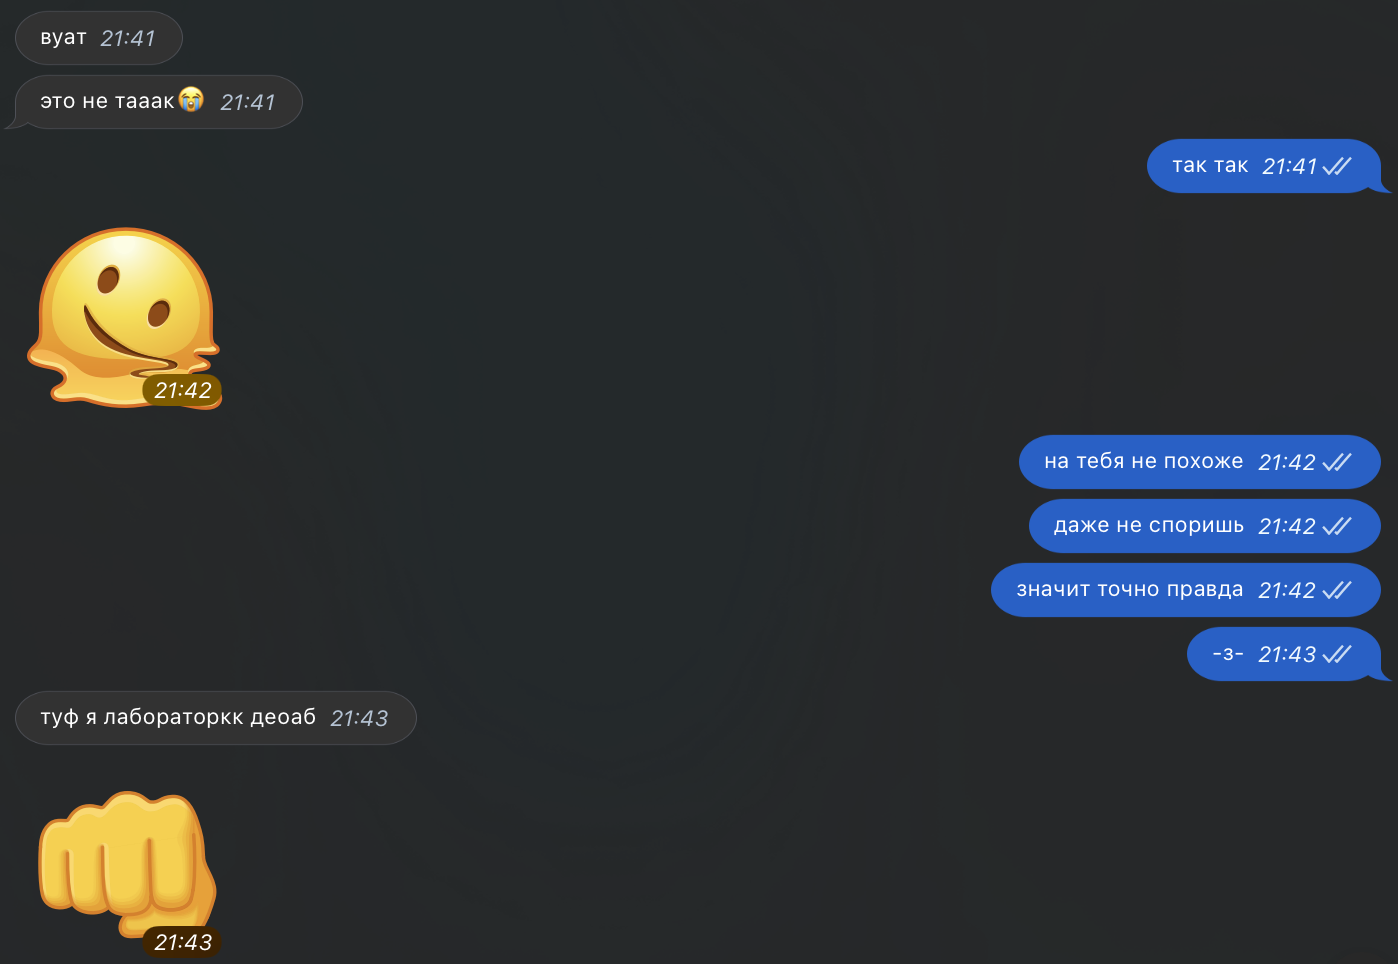 вуат 21:41
это не тааак😭 21:41
так так 21:41
21:42
на тебя не похоже 21:42
даже не споришь 21:42
значит точно правда 21:42
-з- 21:43
туф я лабораторкк деоаб 21:43
21:43